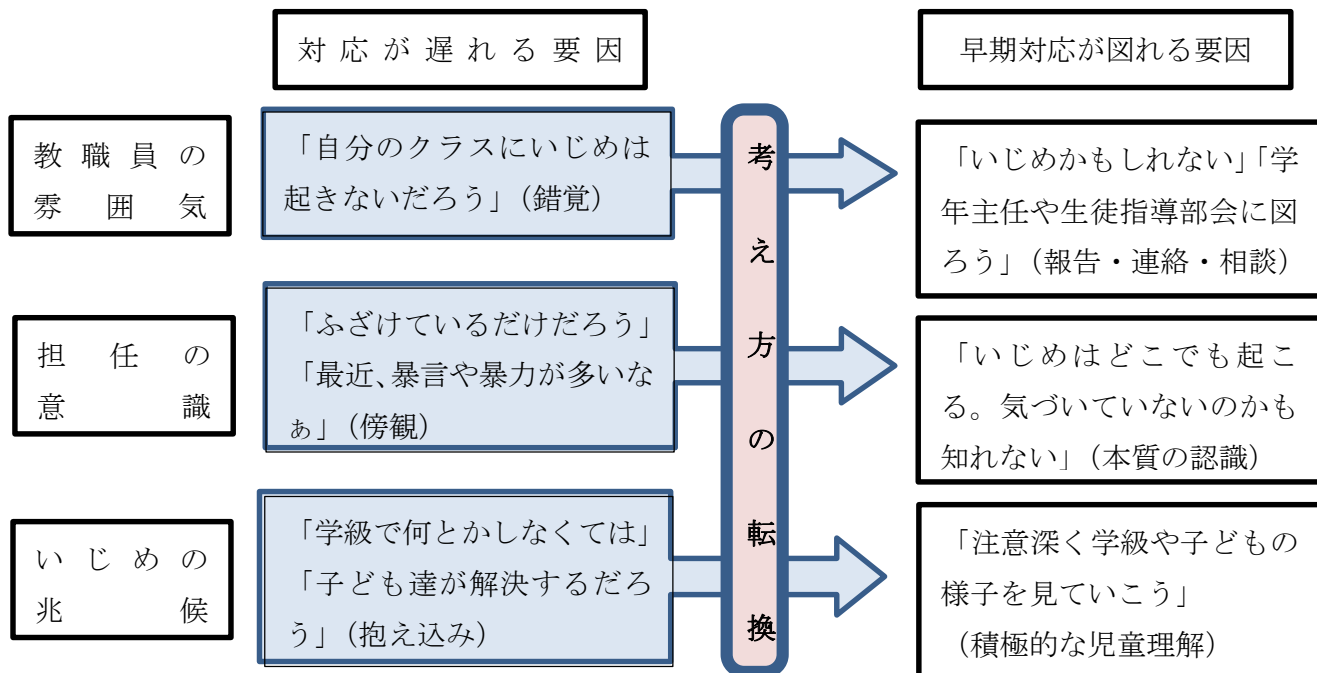 対応が遅れる要因
早期対応が図れる要因
教職員の
雰囲気
「自分のクラスにいじめは
起きないだろう」（錯覚）
「いじめかもしれない」「学
年主任や生徒指導部会に図
ろう」（報告・連絡・相談）
担任の
意識
「ふざけているだけだろう」
「最近、暴言や暴力が多いな
ぁ」（傍観）
「いじめはどこでも起こ
る。気づいていないのかも
知れない」（本質の認識）
いじめの
兆候
「学級で何とかしなくては」
「子ども達が解決するだろ
う」（抱え込み）
「注意深く学級や子どもの
様子を見ていこう」
（積極的な児童理解）
考え方の転換